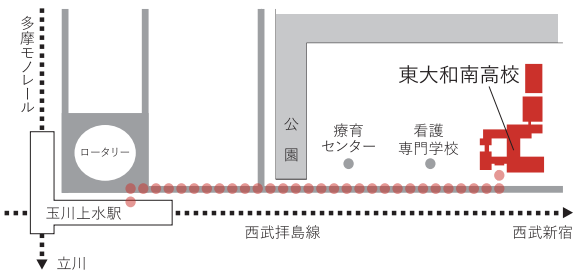 多摩モノレール
東大和南高校
公園
療育
センター
看護
専門学校
ロータリー
玉川上水駅
西武拝島線
西武新宿
立川